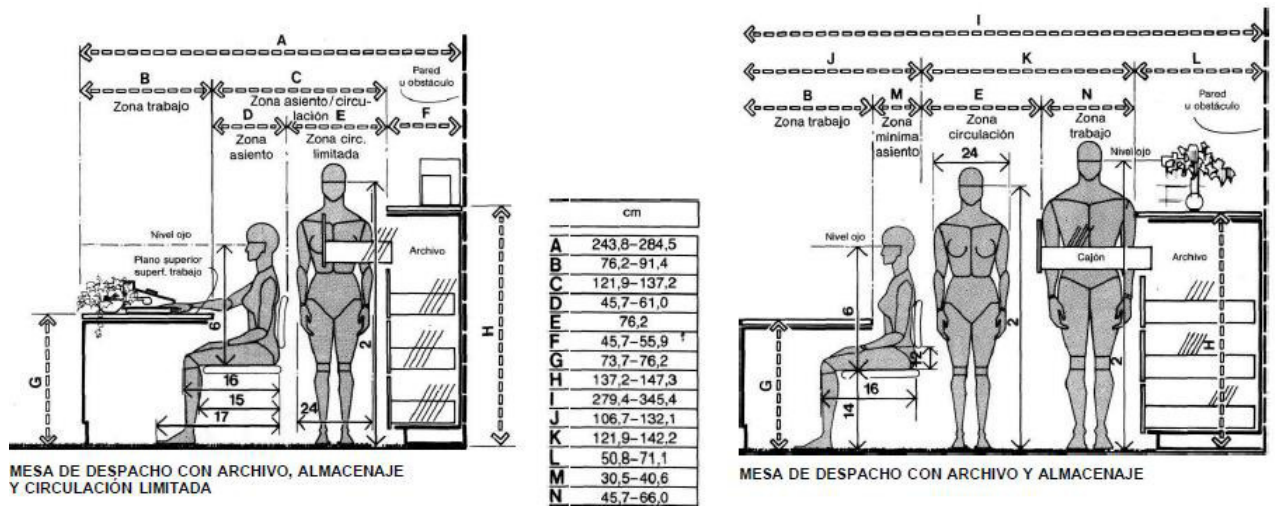 A
B
C
Zona trabajo
Zona asiento/circu-
lación
D
E
F
Zona
asiento
Zona circ.
limitada
Pared
u obstáculo
Nivel ojo
Plano superior
supert. trabajo
Archivo
6
2
H
G
16
15
17
24
MESA DE DESPACHO CON ARCHIVO, ALMACENAJE
Y CIRCULACIÓN LIMITADA
cm
A 243,8–284,5
B 76,2–91,4
C 121,9–137,2
D 45,7–61,0
E 76,2
F 45,7–55,9
G 73,7–76,2
H 137,2–147,3
I 279,4–345,4
J 106,7–132,1
K 121,9–142,2
L 50,8–71,1
M 30,5–40,6
N 45,7–66,0
I
J
K
L
B
M
E
N
Zona trabajo
Zona
mínima
asiento
Zona
circulación
Zona
trabajo
Pared
u obstáculo
24
Nivel ojo
Nivel ojo
Cajón
Archivo
6
2
2
12
H
G
16
14
MESA DE DESPACHO CON ARCHIVO Y ALMACENAJE